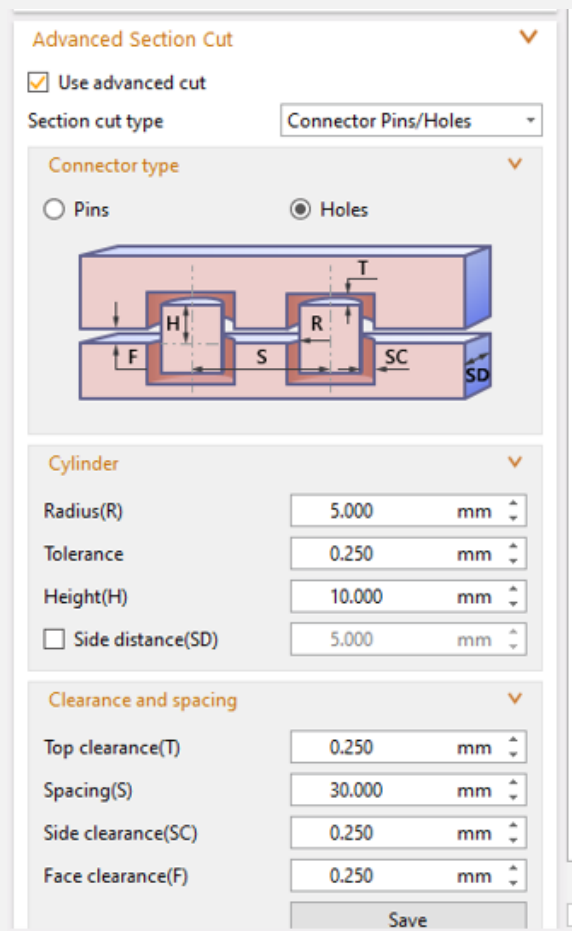 Advanced Section Cut
Use advanced cut
Section cut type Connector Pins/Holes
Connector type
Pins Holes
T
H R
F S SC
SD
Cylinder
Radius(R) 5.000 mm
Tolerance 0.250 mm
Height(H) 10.000 mm
Side distance(SD) 5.000 mm
Clearance and spacing
Top clearance(T) 0.250 mm
Spacing(S) 30.000 mm
Side clearance(SC) 0.250 mm
Face clearance(F) 0.250 mm
Save